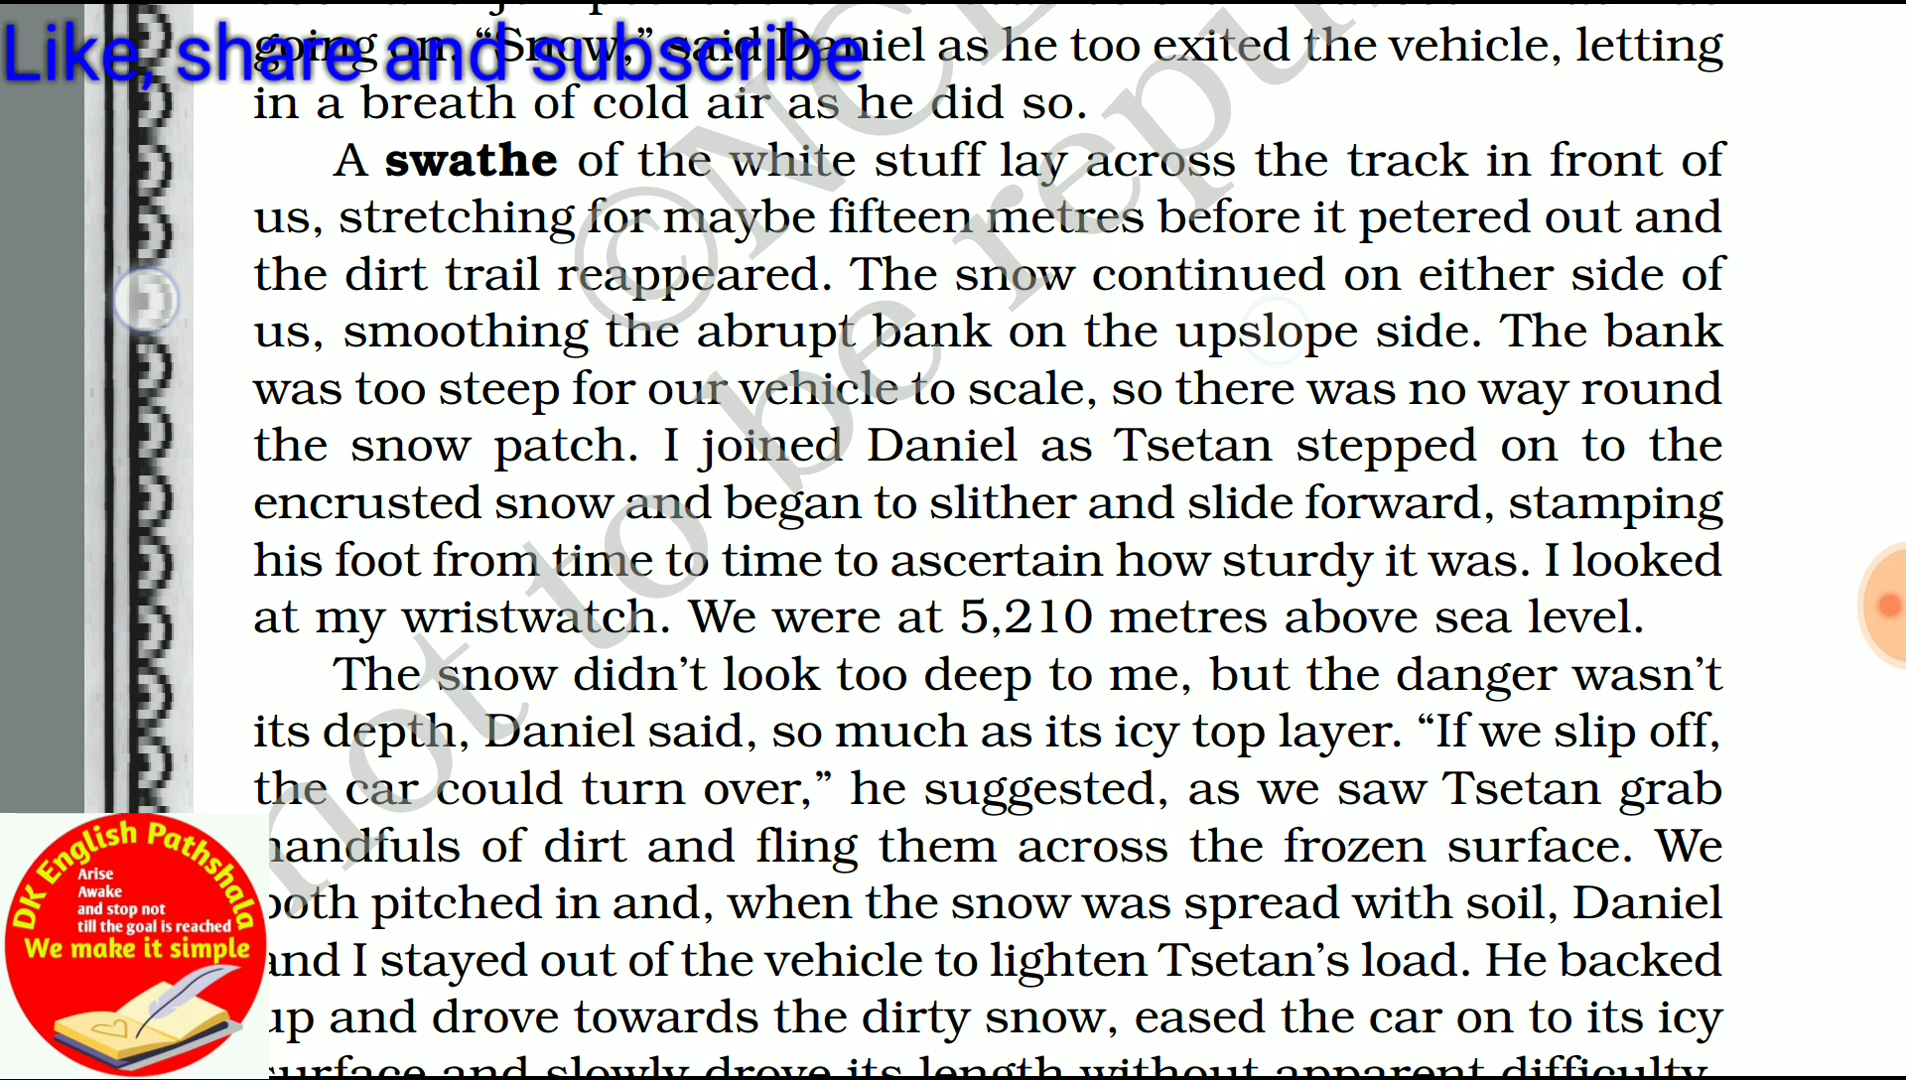 Like, share and subscribe
going on. “Snow,” said Daniel as he too exited the vehicle, letting
in a breath of cold air as he did so.
A swathe of the white stuff lay across the track in front of
us, stretching for maybe fifteen metres before it petered out and
the dirt trail reappeared. The snow continued on either side of
us, smoothing the abrupt bank on the upslope side. The bank
was too steep for our vehicle to scale, so there was no way round
the snow patch. I joined Daniel as Tsetan stepped on to the
encrusted snow and began to slither and slide forward, stamping
his foot from time to time to ascertain how sturdy it was. I looked
at my wristwatch. We were at 5,210 metres above sea level.
The snow didn’t look too deep to me, but the danger wasn’t
its depth, Daniel said, so much as its icy top layer. “If we slip off,
the car could turn over,” he suggested, as we saw Tsetan grab
handfuls of dirt and fling them across the frozen surface. We
both pitched in and, when the snow was spread with soil, Daniel
and I stayed out of the vehicle to lighten Tsetan’s load. He backed
up and drove towards the dirty snow, eased the car on to its icy
surface and slowly drove its length without apparent difficulty.
not to be
DK English Pathshala
Arise
Awake
and stop not
till the goal is reached
We make it simple